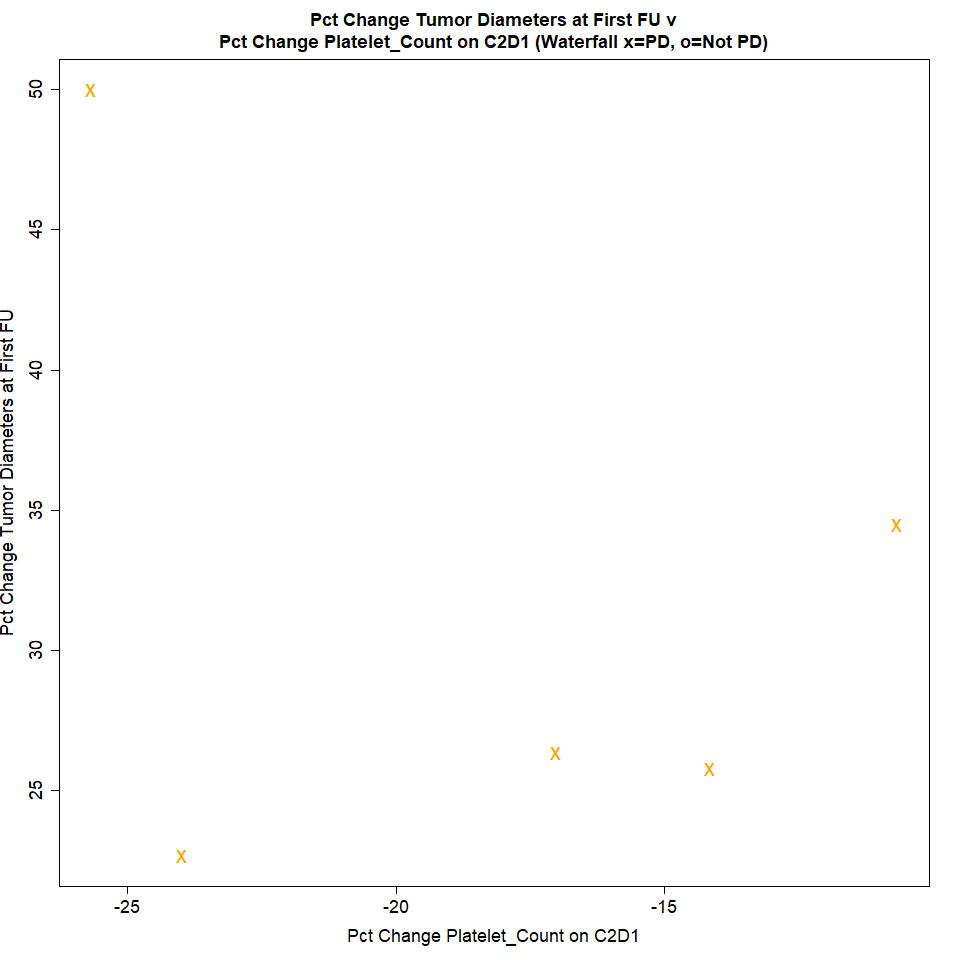 Pct Change Tumor Diameters at First FU v
Pct Change Platelet_Count on C2D1 (Waterfall x=PD, o=Not PD)
Pct Change Tumor Diameters at First FU
50
45
40
35
30
25
X
X
X
X
X
-25
-20
-15
Pct Change Platelet_Count on C2D1